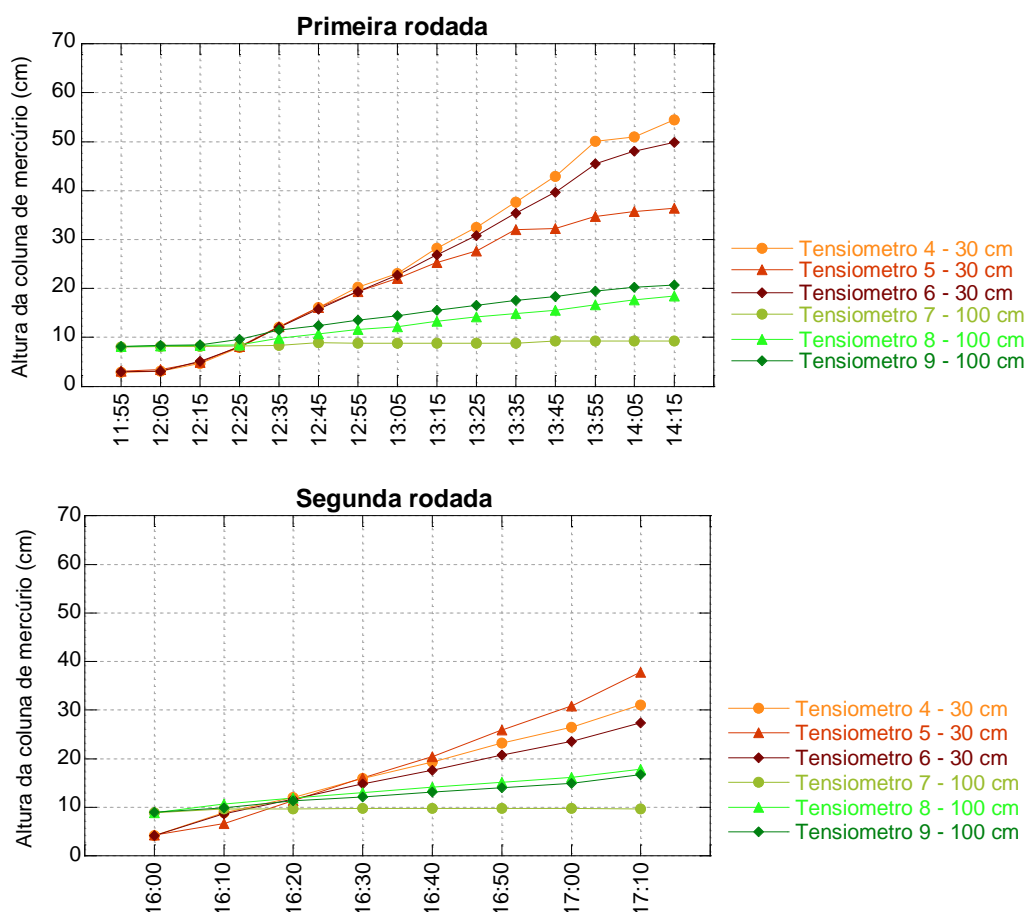 Primeira rodada
Altura da coluna de mercúrio (cm)
70
60
50
40
30
20
10
0
11:55
12:05
12:15
12:25
12:35
12:45
12:55
13:05
13:15
13:25
13:35
13:45
13:55
14:05
14:15
Tensiometro 4 - 30 cm
Tensiometro 5 - 30 cm
Tensiometro 6 - 30 cm
Tensiometro 7 - 100 cm
Tensiometro 8 - 100 cm
Tensiometro 9 - 100 cm
Segunda rodada
Altura da coluna de mercúrio (cm)
70
60
50
40
30
20
10
0
16:00
16:10
16:20
16:30
16:40
16:50
17:00
17:10
Tensiometro 4 - 30 cm
Tensiometro 5 - 30 cm
Tensiometro 6 - 30 cm
Tensiometro 7 - 100 cm
Tensiometro 8 - 100 cm
Tensiometro 9 - 100 cm